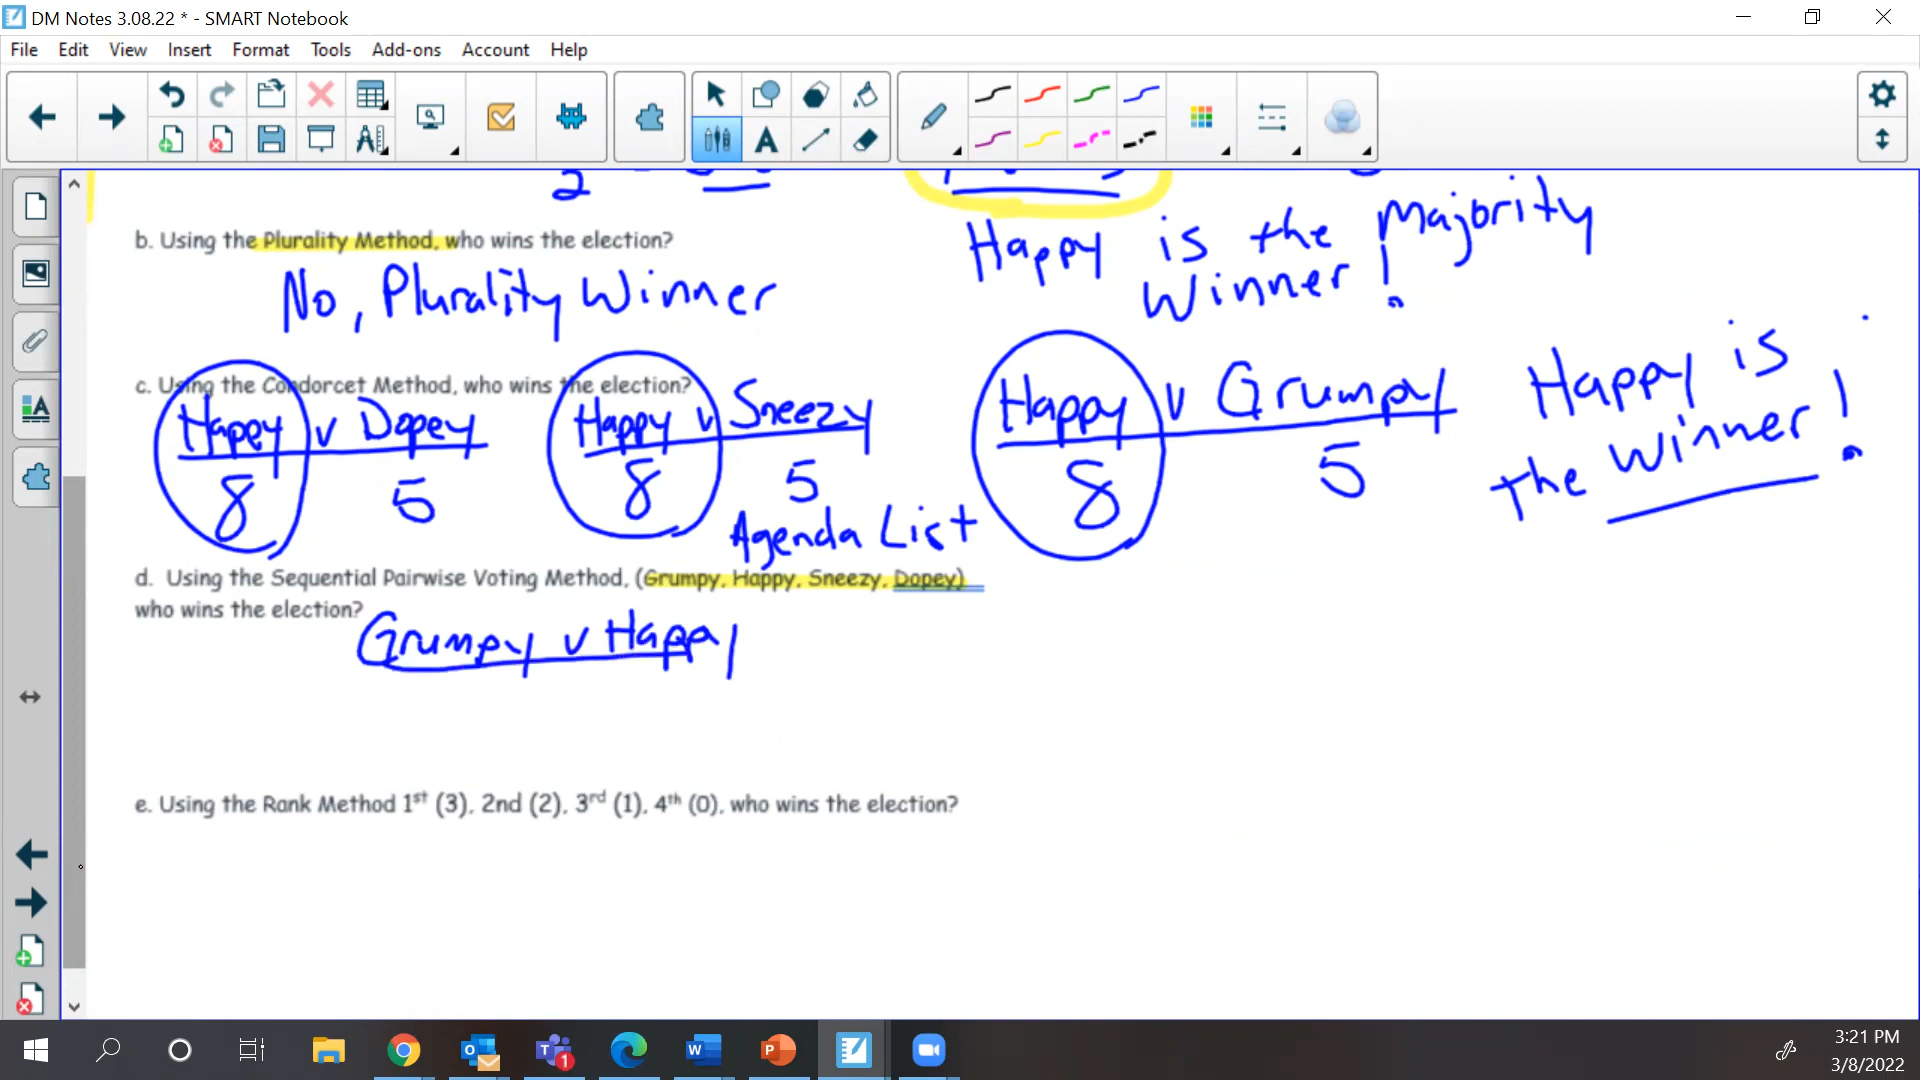 DM Notes 3.08.22 * - SMART Notebook
File Edit View Insert Format Tools Add-ons Account Help
2
b. Using the Plurality Method, who wins the election?
Happy is the Majority
Winner!
No, Plurality Winner
c. Using the Condorcet Method, who wins the election?
Happy v Dopey
8 5
Happy v Sneezy
8 5
Happy v Grumpy
8 5
Happy is
the Winner!
Agenda List
d. Using the Sequential Pairwise Voting Method, (Grumpy, Happy, Sneezy, Dopey)
who wins the election?
Grumpy v Happy
e. Using the Rank Method 1st (3), 2nd (2), 3rd (1), 4th (0), who wins the election?
1
3:21 PM
3/8/2022